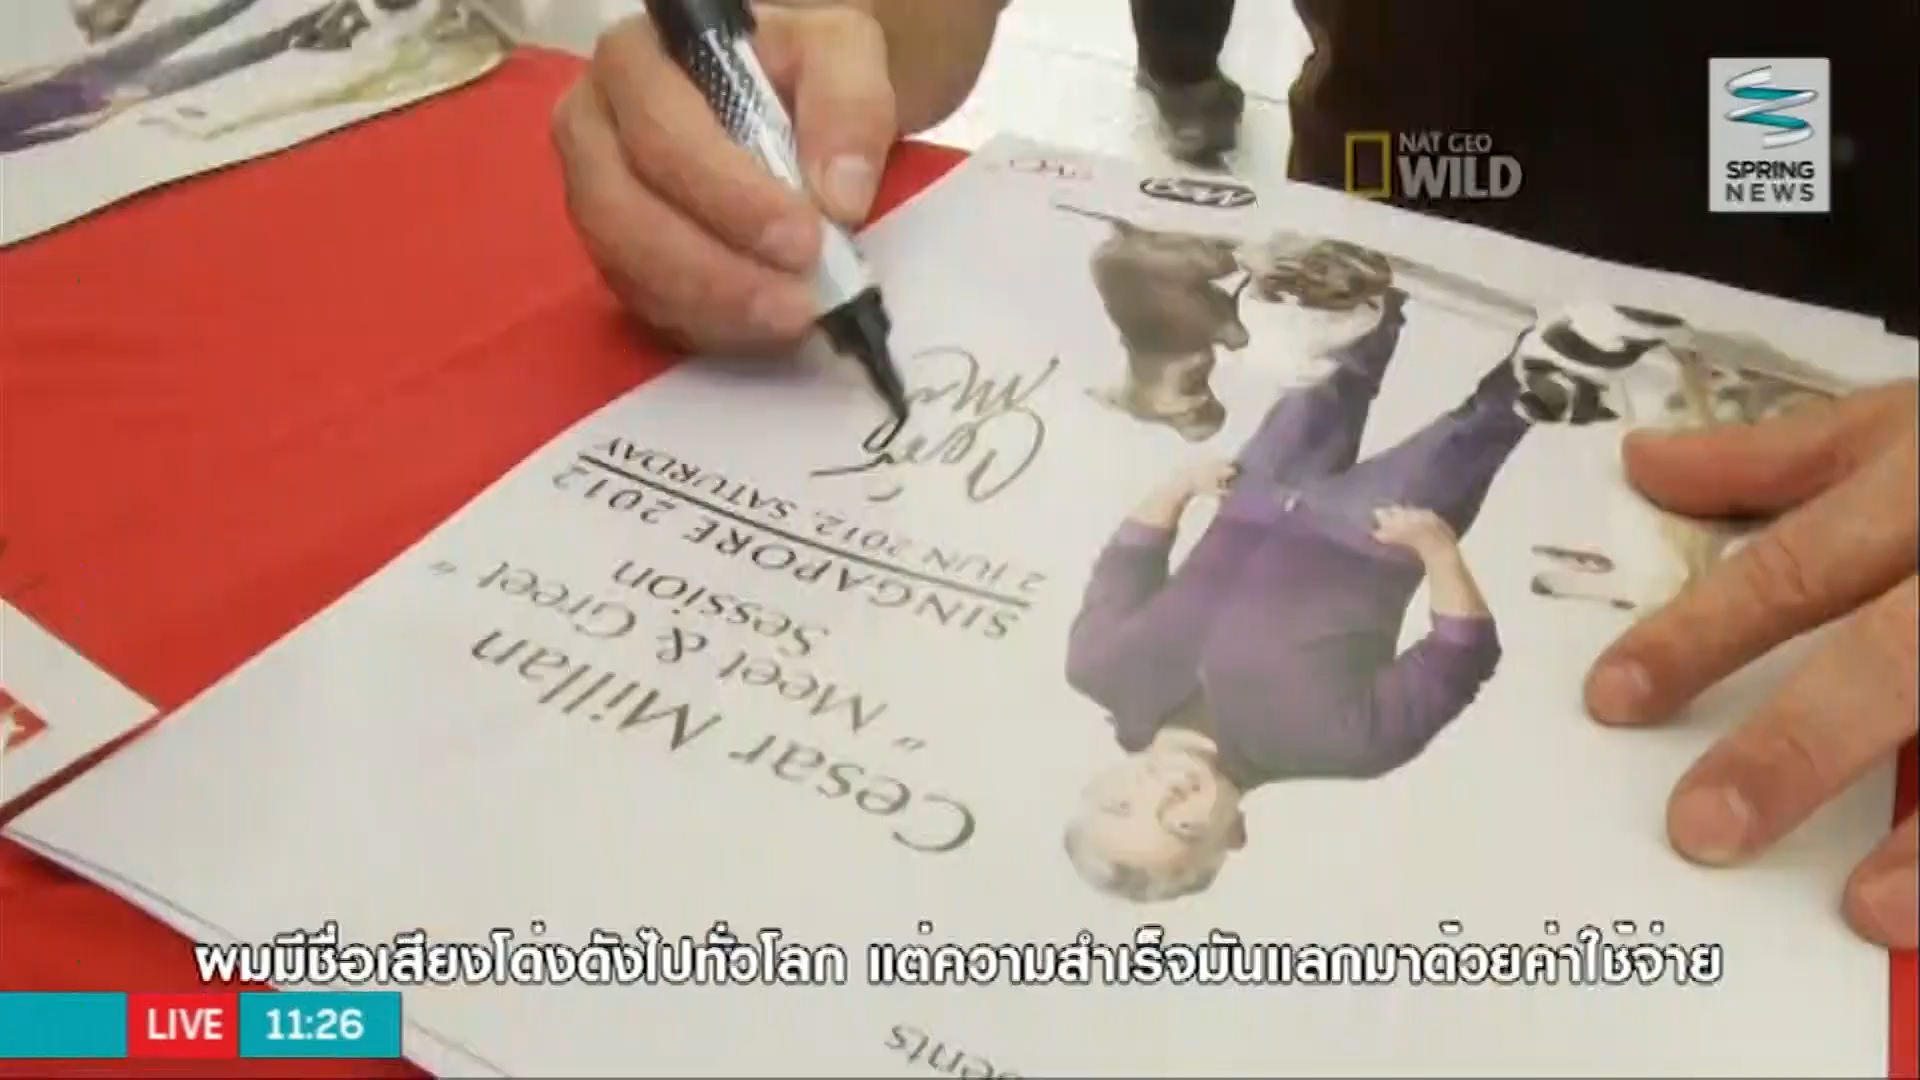 NAT GEO
WILD
SPRING
NEWS
Cesar Millan
" Meet & Greet "
Session
SINGAPORE 2012
2 JUN 2012, SATURDAY
ผมมีชื่อเสียงโด่งดังไปทั่วโลก แต่ความสำเร็จมันแลกมาด้วยค่าใช้จ่าย
LIVE 11:26